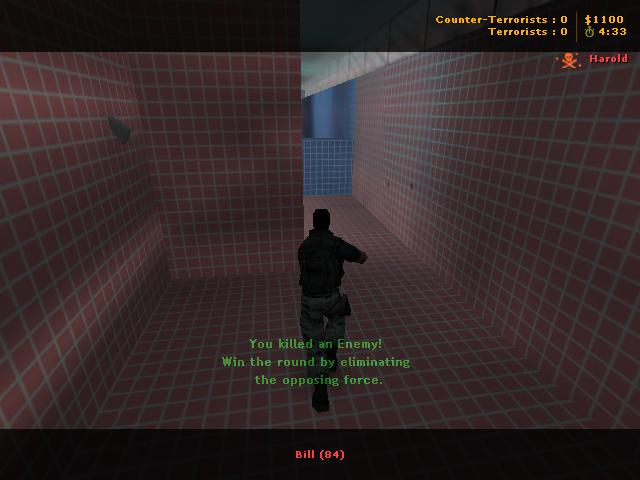 Counter-Terrorists : 0 $1100
Terrorists : 0 4:33
Harold
You killed an Enemy!
Win the round by eliminating
the opposing force.
Bill (84)